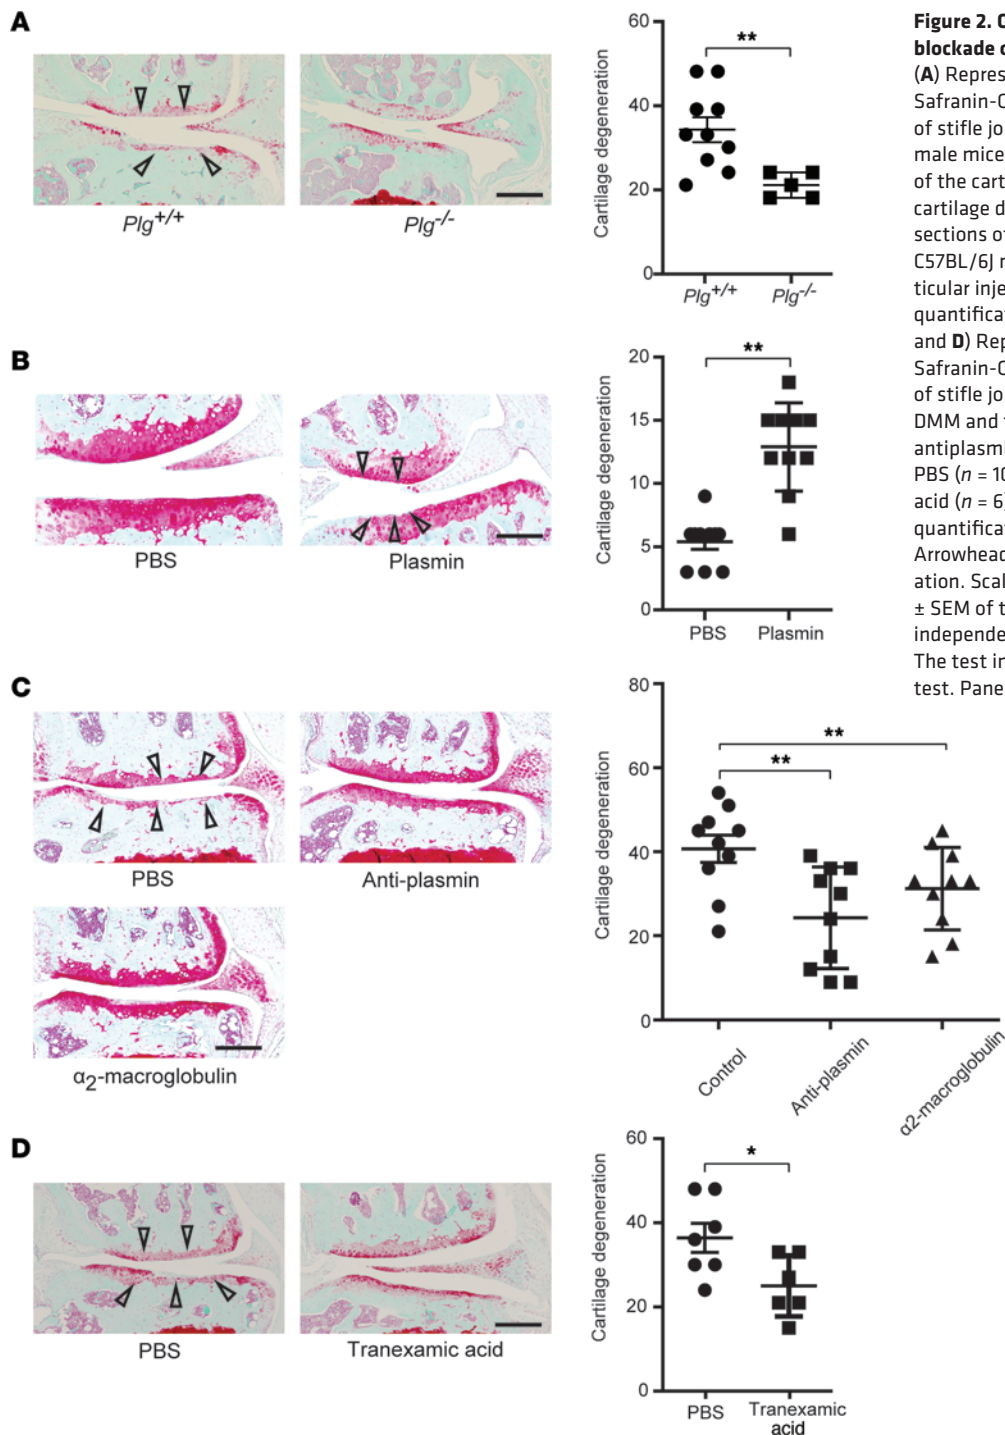 A
Plg+/+
Plg-/-
Cartilage degeneration
60
40
20
0
**
Plg+/+
Plg-/-
B
PBS
Plasmin
Cartilage degeneration
20
15
10
5
0
**
PBS
Plasmin
C
PBS
Anti-plasmin
α2-macroglobulin
Cartilage degeneration
80
60
40
20
0
**
**
Control
Anti-plasmin
α2-macroglobulin
D
PBS
Tranexamic acid
Cartilage degeneration
60
40
20
0
*
PBS
Tranexamic
acid
Figure 2. C
blockade o
(A) Repres
Safranin-O
of stifle jo
male mice
of the cart
cartilage d
sections of
C57BL/6J m
ticular inje
quantifica
and D) Rep
Safranin-O
of stifle jo
DMM and
antiplasmi
PBS (n = 10
acid (n = 6)
quantifica
Arrowhead
ation. Scal
± SEM of t
independe
The test in
test. Pane